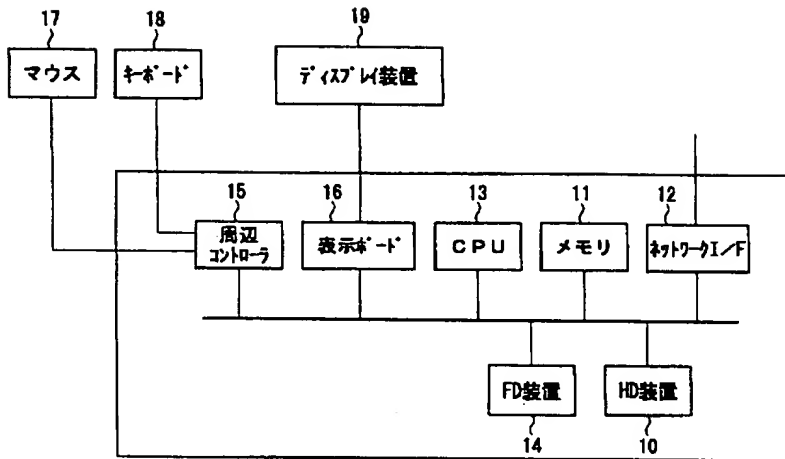 17
18
19
マウス
キーボード
ディスプレイ装置
15
16
13
11
12
周辺
コントローラ
表示ボード
CPU
メモリ
ネットワークI/F
FD装置
HD装置
14
10